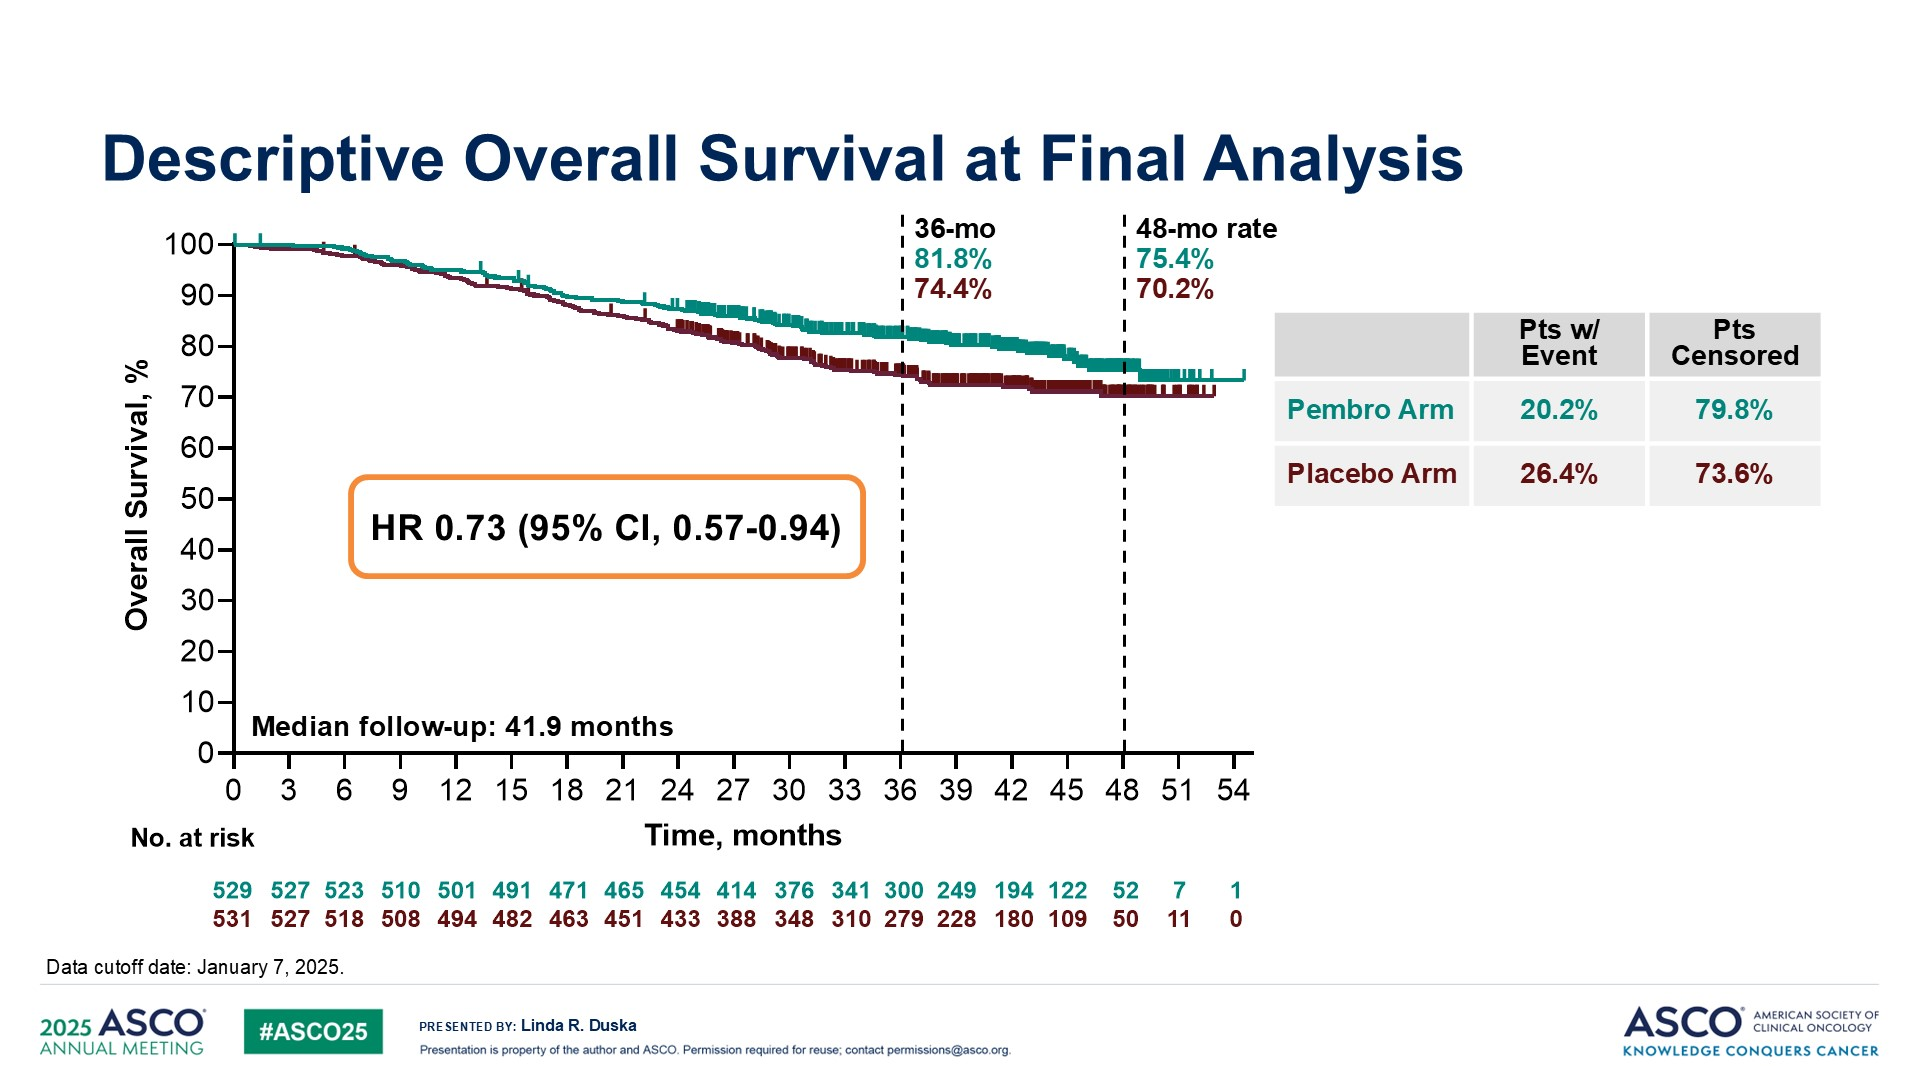 Descriptive Overall Survival at Final Analysis
36-mo
81.8%
74.4%
48-mo rate
75.4%
70.2%
Overall Survival, %
100
90
80
70
60
50
40
30
20
10
0
HR 0.73 (95% CI, 0.57-0.94)
Median follow-up: 41.9 months
0 3 6 9 12 15 18 21 24 27 30 33 36 39 42 45 48 51 54
Time, months
No. at risk
529 527 523 510 501 491 471 465 454 414 376 341 300 249 194 122 52 7 1
531 527 518 508 494 482 463 451 433 388 348 310 279 228 180 109 50 11 0
Pts w/ Event Pts Censored
Pembro Arm 20.2% 79.8%
Placebo Arm 26.4% 73.6%
Data cutoff date: January 7, 2025.
2025 ASCO®
ANNUAL MEETING
#ASCO25
PRESENTED BY: Linda R. Duska
Presentation is property of the author and ASCO. Permission required for reuse; contact permissions@asco.org.
ASCO® AMERICAN SOCIETY OF CLINICAL ONCOLOGY
KNOWLEDGE CONQUERS CANCER